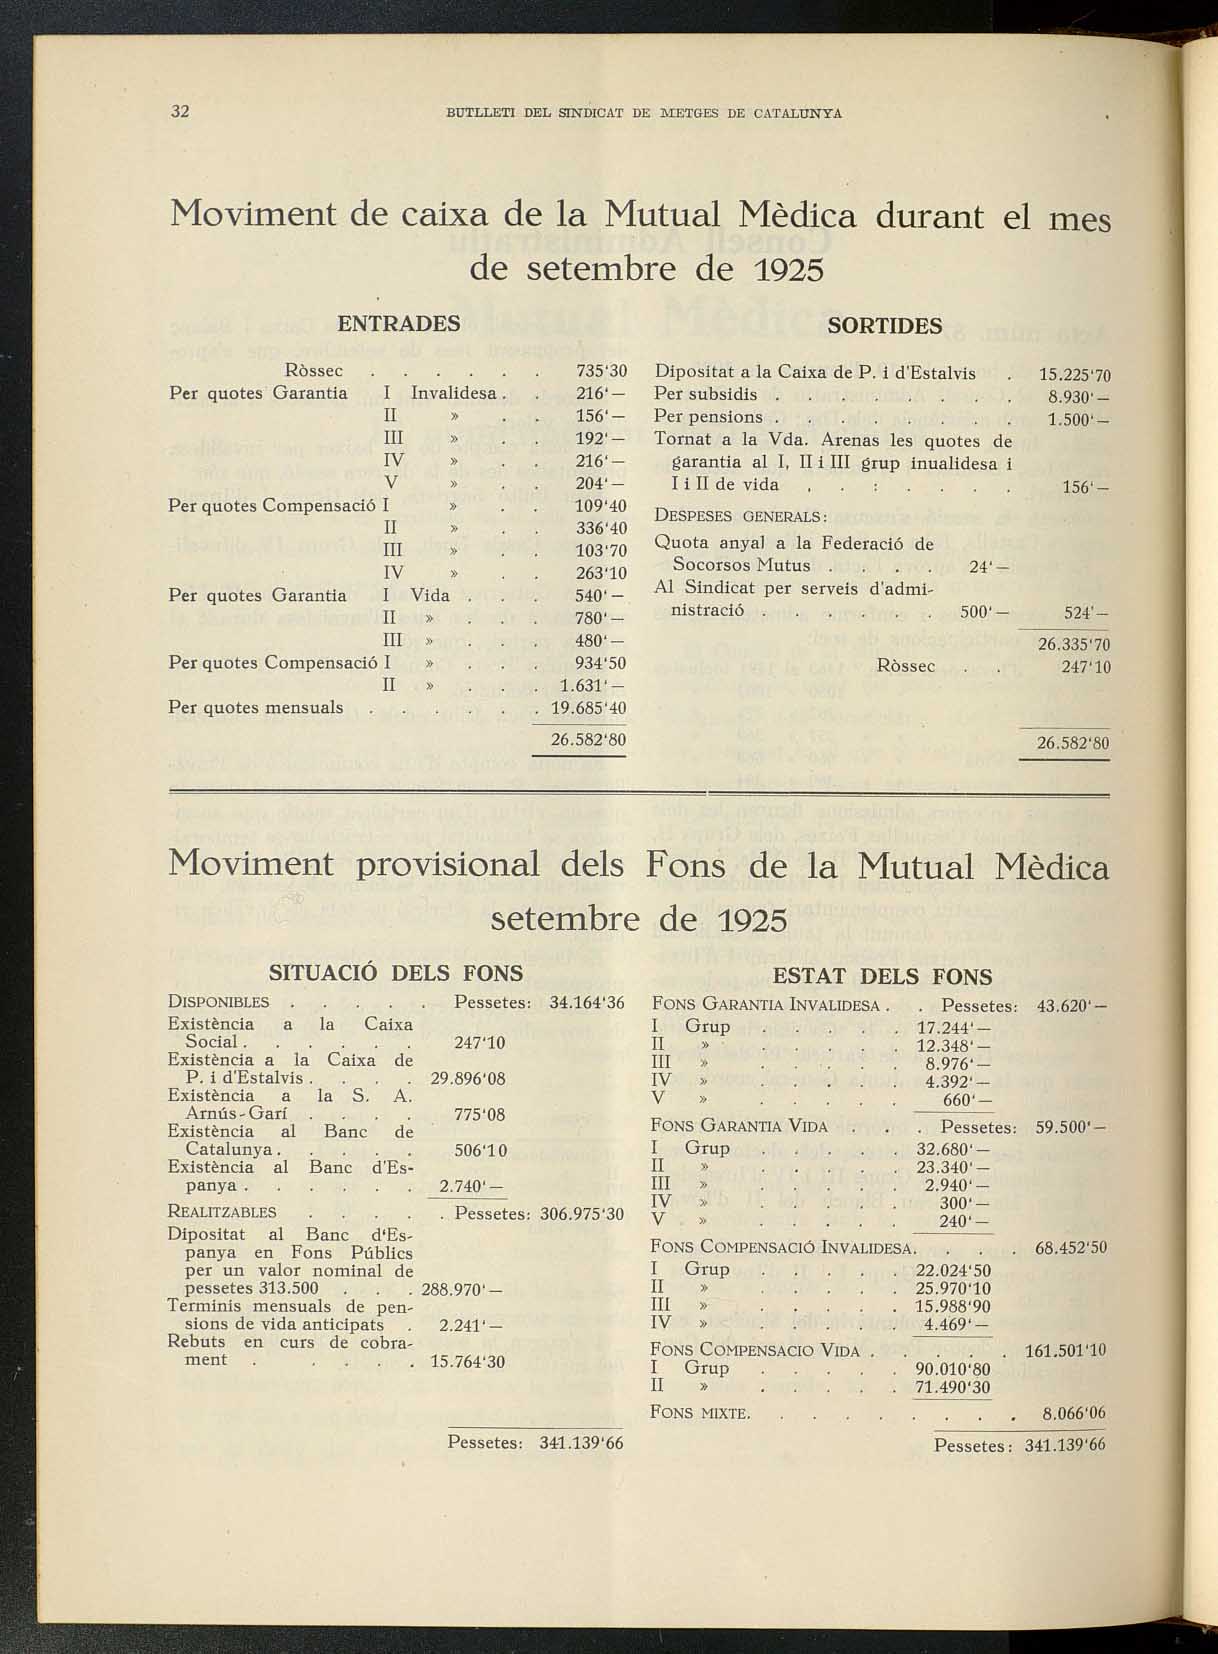 32
BUTLLETI DEL SINDICAT DE METGES DE CATALUNYA
Moviment de caixa de la Mutual Mèdica durant el mes
de setembre de 1925
ENTRADES
Ròssec . . . . . . 735'30
Per quotes Garantia I Invalidesa . . 216'—
II » . . 156'—
III » . . 192'—
IV » . . 216'—
V » . . 204'—
Per quotes Compensació I » . . 109'40
II » . . 336'40
III » . . 103'70
IV » . . 263'10
Per quotes Garantia I Vida . . . 540'—
II » . . . 780'—
III » . . . 480'—
Per quotes Compensació I » . . . 934'50
II » . . . 1.631'—
Per quotes mensuals . . . . . . 19.685'40
26.582'80
SORTIDES
Dipositat a la Caixa de P. i d'Estalvis . 15.225'70
Per subsidis . . . . . . . 8.930'—
Per pensions . . . . . . . 1.500'—
Tornat a la Vda. Arenas les quotes de
garantia al I, II i III grup inualidesa i
I i II de vida . . : . . . . 156'—
DESPESES GENERALS:
Quota anyal a la Federació de
Socorsos Mutus . . . . 24'—
Al Sindicat per serveis d'admi-
nistració . . . . . . 500'— 524'—
26.335'70
Ròssec . . 247'10
26.582'80
Moviment provisional dels Fons de la Mutual Mèdica
setembre de 1925
SITUACIÓ DELS FONS
DISPONIBLES . . . . . Pessetes: 34.164'36
Existència a la Caixa
Social . . . . . . 247'10
Existència a la Caixa de
P. i d'Estalvis . . . . 29.896'08
Existència a la S. A.
Arnús-Garí . . . . 775'08
Existència al Banc de
Catalunya . . . . . 506'10
Existència al Banc d'Es-
panya . . . . . . 2.740'—
REALITZABLES . . . . . Pessetes: 306.975'30
Dipositat al Banc d'Es-
panya en Fons Públics
per un valor nominal de
pessetes 313.500 . . . 288.970'—
Terminis mensuals de pen-
sions de vida anticipats . 2.241'—
Rebuts en curs de cobra-
ment . . . . . 15.764'30
Pessetes: 341.139'66
ESTAT DELS FONS
FONS GARANTIA INVALIDESA . . Pessetes: 43.620'—
I Grup . . . . . 17.244'—
II » . . . . . 12.348'—
III » . . . . . 8.976'—
IV » . . . . . 4.392'—
V » . . . . . 660'—
FONS GARANTIA VIDA . . . Pessetes: 59.500'—
I Grup . . . . . 32.680'—
II » . . . . . 23.340'—
III » . . . . . 2.940'—
IV » . . . . . 300'—
V » . . . . . 240'—
FONS COMPENSACIÓ INVALIDESA . . . . 68.452'50
I Grup . . . . . 22.024'50
II » . . . . . 25.970'10
III » . . . . . 15.988'90
IV » . . . . . 4.469'—
FONS COMPENSACIO VIDA . . . . . 161.501'10
I Grup . . . . . 90.010'80
II » . . . . . 71.490'30
FONS MIXTE. . . . . . . . . 8.066'06
Pessetes: 341.139'66